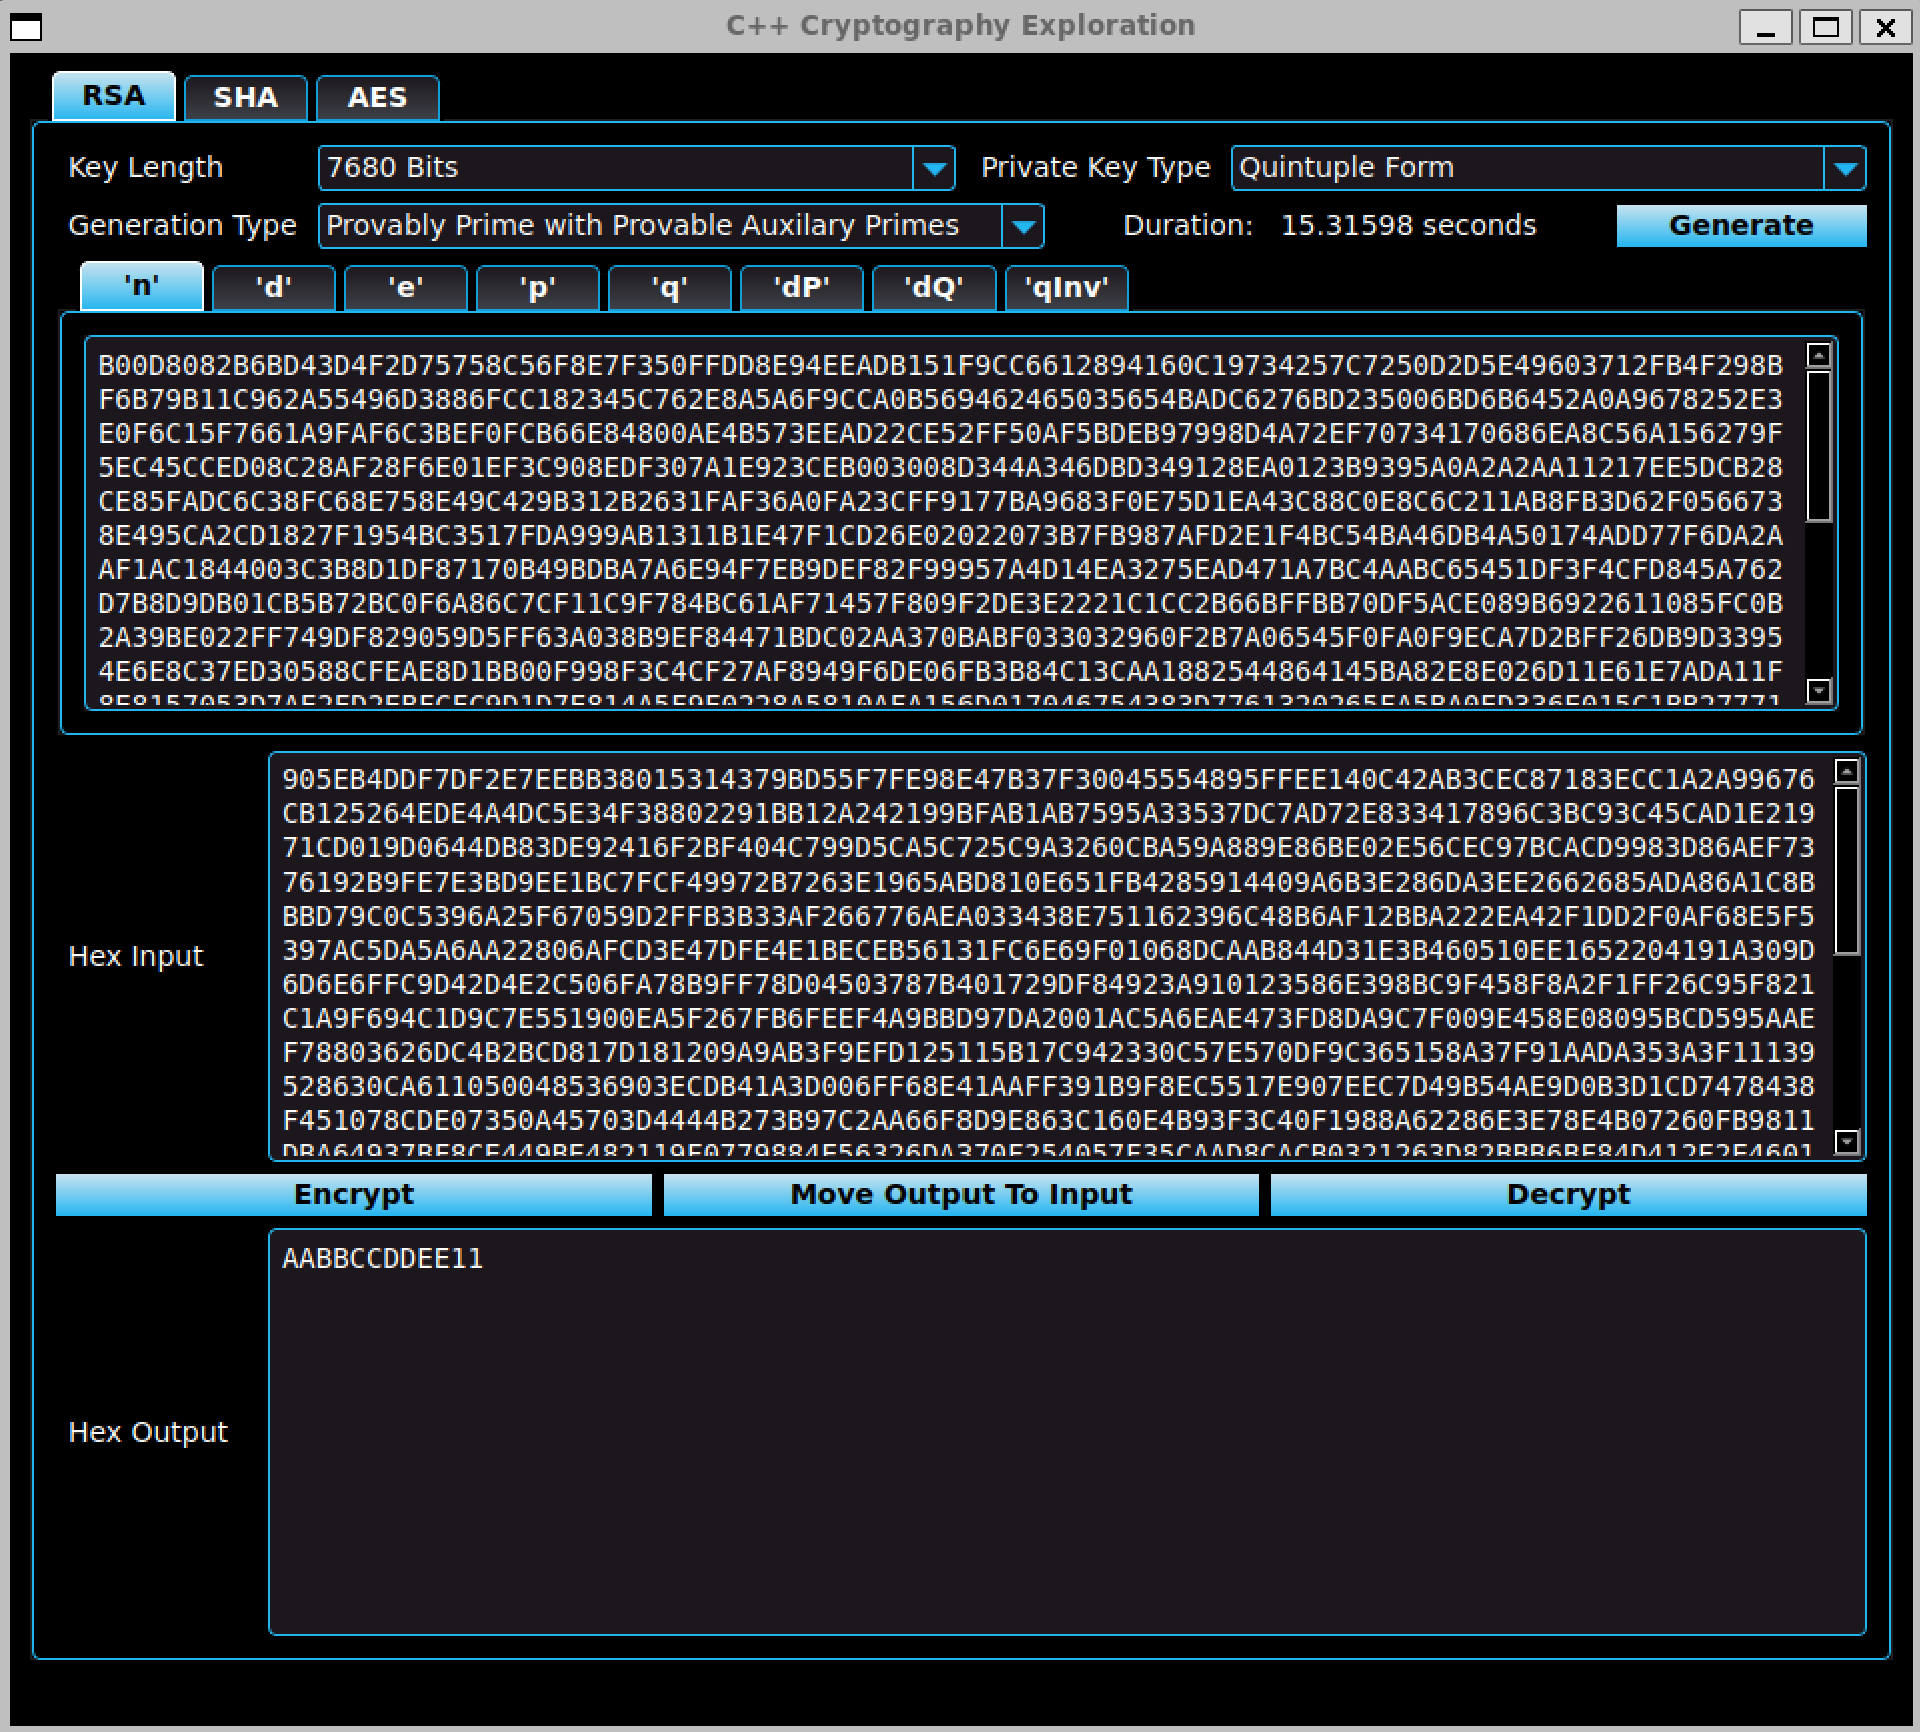 C++ Cryptography Exploration
RSA SHA AES
Key Length 7680 Bits Private Key Type Quintuple Form
Generation Type Provably Prime with Provable Auxilary Primes Duration: 15.31598 seconds Generate
'n' 'd' 'e' 'p' 'q' 'dP' 'dQ' 'qInv'
B00D8082B6BD43D4F2D75758C56F8E7F350FFDD8E94EEADB151F9CC6612894160C19734257C7250D2D5E49603712FB4F298B
F6B79B11C962A55496D3886FCC182345C762E8A5A6F9CCA0B569462465035654BADC6276BD235006BD6B6452A0A9678252E3
E0F6C15F7661A9FAF6C3BEF0FCB66E84800AE4B573EEAD22CE52FF50AF5BDEB97998D4A72EF70734170686EA8C56A156279F
5EC45CCED08C28AF28F6E01EF3C908EDF307A1E923CEB003008D344A346DBD349128EA0123B9395A0A2A2AA11217EE5DCB28
CE85FADC6C38FC68E758E49C429B312B2631FAF36A0FA23CFF9177BA9683F0E75D1EA43C88C0E8C6C211AB8FB3D62F056673
8E495CA2CD1827F1954BC3517FDA999AB1311B1E47F1CD26E02022073B7FB987AFD2E1F4BC54BA46DB4A50174ADD77F6DA2A
AF1AC1844003C3B8D1DF87170B49BDBA7A6E94F7EB9DEF82F99957A4D14EA3275EAD471A7BC4AABC65451DF3F4CFD845A762
D7B8D9DB01CB5B72BC0F6A86C7CF11C9F784BC61AF71457F809F2DE3E2221C1CC2B66BFFBB70DF5ACE089B6922611085FC0B
2A39BE022FF749DF829059D5FF63A038B9EF84471BDC02AA370BABF033032960F2B7A06545F0FA0F9ECA7D2BFF26DB9D3395
4E6E8C37ED30588CFEAE8D1BB00F998F3C4CF27AF8949F6DE06FB3B84C13CAA1882544864145BA82E8E026D11E61E7ADA11F
905EB4DDF7DF2E7EEBB38015314379BD55F7FE98E47B37F30045554895FFEE140C42AB3CEC87183ECC1A2A99676
CB125264EDE4A4DC5E34F38802291BB12A242199BFAB1AB7595A33537DC7AD72E833417896C3BC93C45CAD1E219
71CD019D0644DB83DE92416F2BF404C799D5CA5C725C9A3260CBA59A889E86BE02E56CEC97BCACD9983D86AEF73
76192B9FE7E3BD9EE1BC7FCF49972B7263E1965ABD810E651FB4285914409A6B3E286DA3EE2662685ADA86A1C8B
BBD79C0C5396A25F67059D2FFB3B33AF266776AEA033438E751162396C48B6AF12BBA222EA42F1DD2F0AF68E5F5
Hex Input
397AC5DA5A6AA22806AFCD3E47DFE4E1BECEB56131FC6E69F01068DCAAB844D31E3B460510EE1652204191A309D
6D6E6FFC9D42D4E2C506FA78B9FF78D04503787B401729DF84923A910123586E398BC9F458F8A2F1FF26C95F821
C1A9F694C1D9C7E551900EA5F267FB6FEEF4A9BBD97DA2001AC5A6EAE473FD8DA9C7F009E458E08095BCD595AAE
F78803626DC4B2BCD817D181209A9AB3F9EFD125115B17C942330C57E570DF9C365158A37F91AADA353A3F11139
528630CA611050048536903ECDB41A3D006FF68E41AAFF391B9F8EC5517E907EEC7D49B54AE9D0B3D1CD7478438
F451078CDE07350A45703D4444B273B97C2AA66F8D9E863C160E4B93F3C40F1988A62286E3E78E4B07260FB9811
Encrypt Move Output To Input Decrypt
AABBCCDDEE11
Hex Output